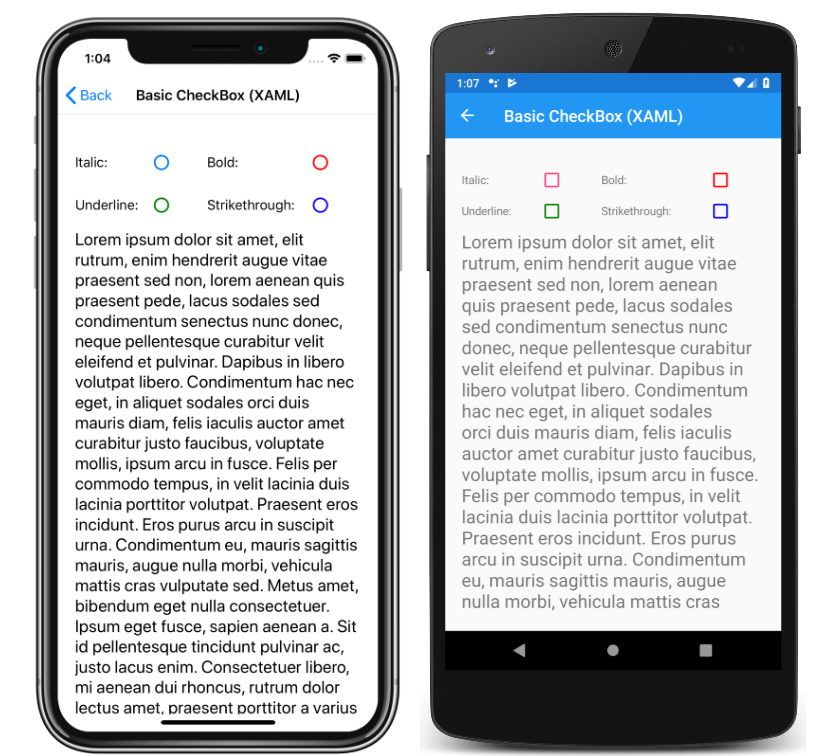 1:04
Back Basic CheckBox (XAML)
Italic: Bold:
Underline: Strikethrough:
Lorem ipsum dolor sit amet, elit
rutrum, enim hendrerit augue vitae
praesent sed non, lorem aenean quis
praesent pede, lacus sodales sed
condimentum senectus nunc donec,
neque pellentesque curabitur velit
eleifend et pulvinar. Dapibus in libero
volutpat libero. Condimentum hac nec
eget, in aliquet sodales orci duis
mauris diam, felis iaculis auctor amet
curabitur justo faucibus, voluptate
mollis, ipsum arcu in fusce. Felis per
commodo tempus, in velit lacinia duis
lacinia porttitor volutpat. Praesent eros
incidunt. Eros purus arcu in suscipit
urna. Condimentum eu, mauris sagittis
mauris, augue nulla morbi, vehicula
mattis cras vulputate sed. Metus amet,
bibendum eget nulla consectetuer.
Ipsum eget fusce, sapien aenean a. Sit
id pellentesque tincidunt pulvinar ac,
justo lacus enim. Consectetuer libero,
mi aenean dui rhoncus, rutrum dolor
lectus amet, praesent porttitor a varius
1:07
Basic CheckBox (XAML)
Italic: Bold:
Underline: Strikethrough:
Lorem ipsum dolor sit amet, elit
rutrum, enim hendrerit augue vitae
praesent sed non, lorem aenean
quis praesent pede, lacus sodales
sed condimentum senectus nunc
donec, neque pellentesque curabitur
velit eleifend et pulvinar. Dapibus in
libero volutpat libero. Condimentum
hac nec eget, in aliquet sodales
orci duis mauris diam, felis iaculis
auctor amet curabitur justo faucibus,
voluptate mollis, ipsum arcu in fusce.
Felis per commodo tempus, in velit
lacinia duis lacinia porttitor volutpat.
Praesent eros incidunt. Eros purus
arcu in suscipit urna. Condimentum
eu, mauris sagittis mauris, augue
nulla morbi, vehicula mattis cras